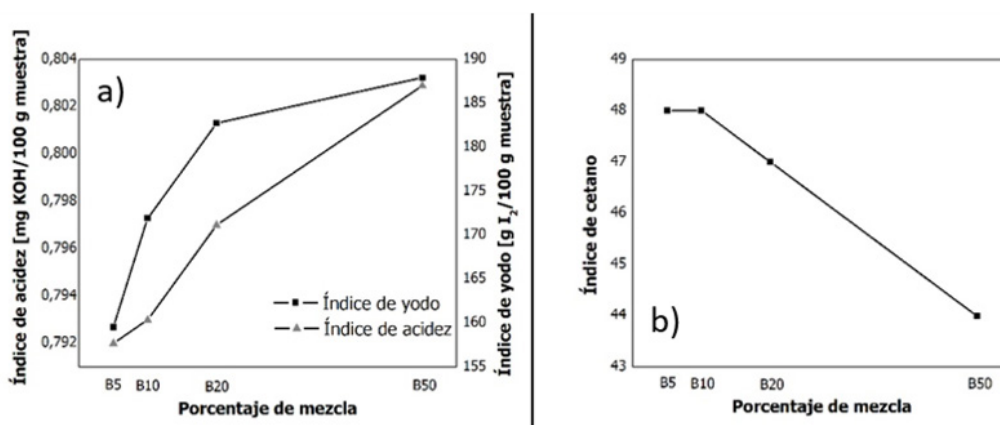 a)
Índice de acidez [mg KOH/100 g muestra]
0,804
0,802
0,800
0,798
0,796
0,794
0,792
190
185
180
175
170
165
160
155
Índice de yodo [g I₂/100 g muestra]
Índice de yodo
Índice de acidez
B5 B10 B20 B50
Porcentaje de mezcla
b)
Índice de cetano
49
48
47
46
45
44
43
B5 B10 B20 B50
Porcentaje de mezcla